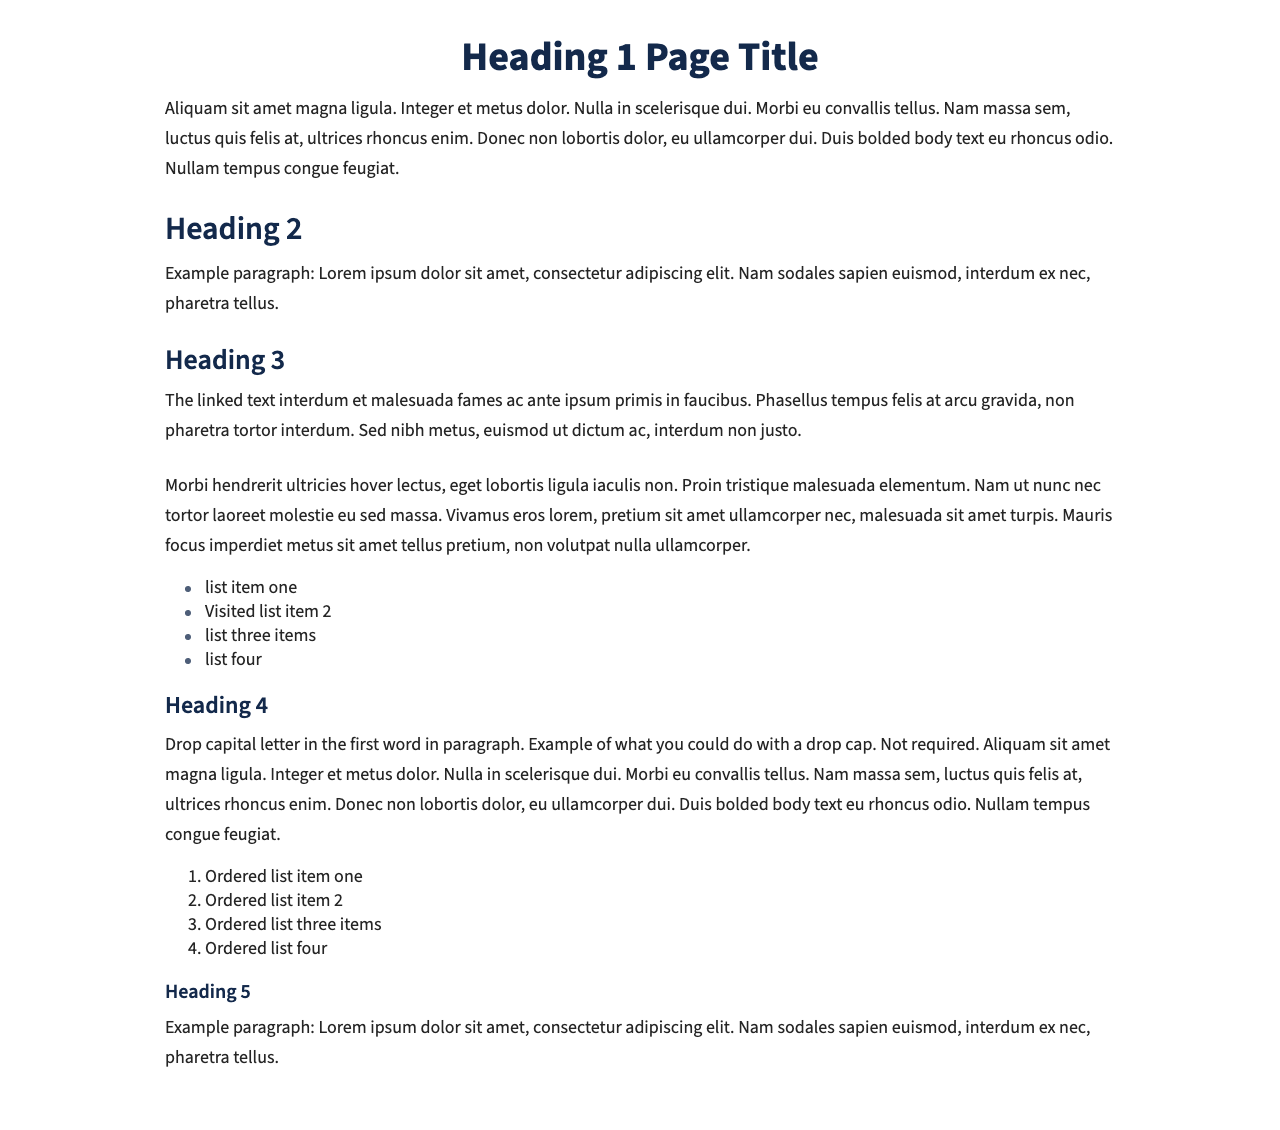 Heading 1 Page Title
Aliquam sit amet magna ligula. Integer et metus dolor. Nulla in scelerisque dui. Morbi eu convallis tellus. Nam massa sem,
luctus quis felis at, ultrices rhoncus enim. Donec non lobortis dolor, eu ullamcorper dui. Duis bolded body text eu rhoncus odio.
Nullam tempus congue feugiat.
Heading 2
Example paragraph: Lorem ipsum dolor sit amet, consectetur adipiscing elit. Nam sodales sapien euismod, interdum ex nec,
pharetra tellus.
Heading 3
The linked text interdum et malesuada fames ac ante ipsum primis in faucibus. Phasellus tempus felis at arcu gravida, non
pharetra tortor interdum. Sed nibh metus, euismod ut dictum ac, interdum non justo.
Morbi hendrerit ultricies hover lectus, eget lobortis ligula iaculis non. Proin tristique malesuada elementum. Nam ut nunc nec
tortor laoreet molestie eu sed massa. Vivamus eros lorem, pretium sit amet ullamcorper nec, malesuada sit amet turpis. Mauris
focus imperdiet metus sit amet tellus pretium, non volutpat nulla ullamcorper.
• list item one
• Visited list item 2
• list three items
• list four
Heading 4
Drop capital letter in the first word in paragraph. Example of what you could do with a drop cap. Not required. Aliquam sit amet
magna ligula. Integer et metus dolor. Nulla in scelerisque dui. Morbi eu convallis tellus. Nam massa sem, luctus quis felis at,
ultrices rhoncus enim. Donec non lobortis dolor, eu ullamcorper dui. Duis bolded body text eu rhoncus odio. Nullam tempus
congue feugiat.
1. Ordered list item one
2. Ordered list item 2
3. Ordered list three items
4. Ordered list four
Heading 5
Example paragraph: Lorem ipsum dolor sit amet, consectetur adipiscing elit. Nam sodales sapien euismod, interdum ex nec,
pharetra tellus.